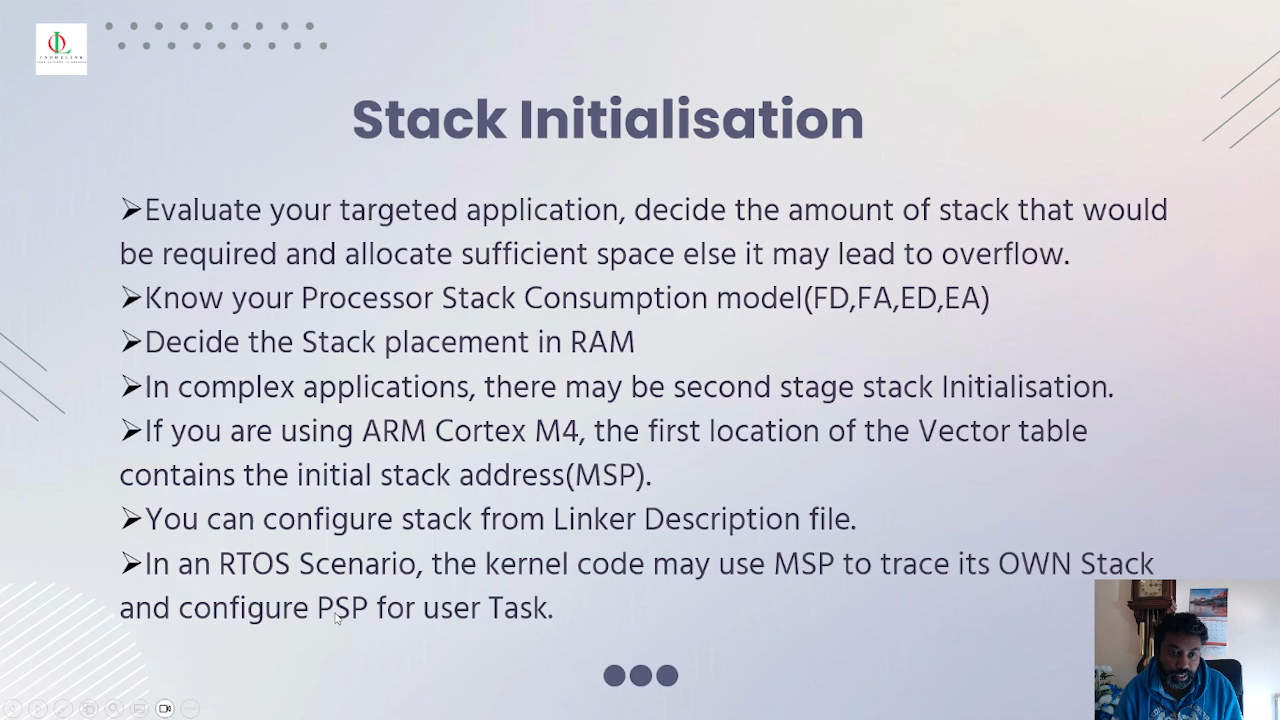 Stack Initialisation
➢Evaluate your targeted application, decide the amount of stack that would
be required and allocate sufficient space else it may lead to overflow.
➢Know your Processor Stack Consumption model(FD,FA,ED,EA)
➢Decide the Stack placement in RAM
➢In complex applications, there may be second stage stack Initialisation.
➢If you are using ARM Cortex M4, the first location of the Vector table
contains the initial stack address(MSP).
➢You can configure stack from Linker Description file.
➢In an RTOS Scenario, the kernel code may use MSP to trace its OWN Stack
and configure PSP for user Task.